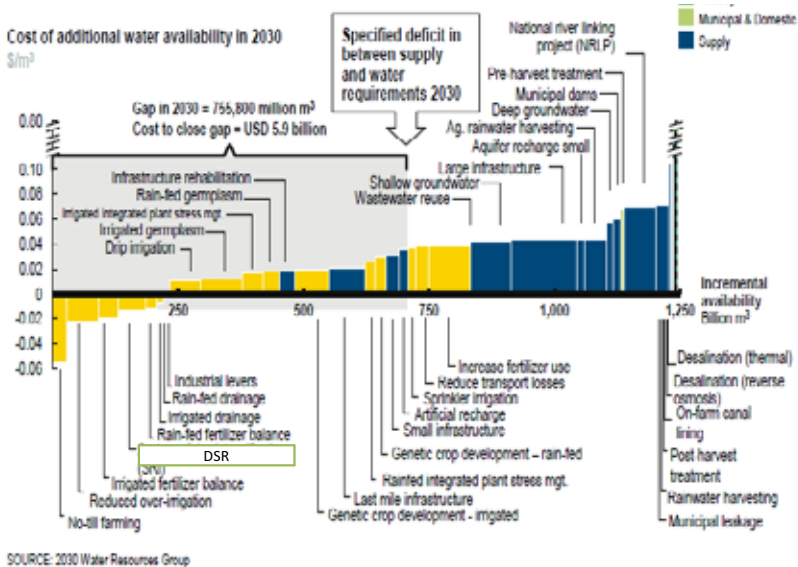 Municipal & Domestic
Supply
Cost of additional water availability in 2030
$/m³
Specified deficit in
between supply
and water
requirements 2030
National river linking
project (NRLP)
Pre-harvest treatment
Municipal dams
Deep groundwater
Ag. rainwater harvesting
Aquifer recharge small
Large infrastructure
Shallow groundwater
Wastewater reuse
Gap in 2030 = 755,800 million m³
Cost to close gap = USD 5.9 billion
Infrastructure rehabilitation
Rain-fed germplasm
Irrigated integrated plant stress mgt.
Irrigated germplasm
Drip irrigation
0.00
0.10
0.08
0.06
0.04
0.02
0
-0.02
-0.04
-0.06
250
500
750
1,000
1,250
Incremental
availability
Billion m³
Industrial levers
Rain-fed drainage
Irrigated drainage
Rain-fed fertilizer balance
DSR
(SRI)
Irrigated fertilizer balance
Reduced over-irrigation
No-till farming
Increase fertilizer use
Reduce transport losses
Sprinkler irrigation
Artificial recharge
Small infrastructure
Genetic crop development – rain-fed
Rainfed integrated plant stress mgt.
Last mile infrastructure
Genetic crop development - irrigated
Desalination (thermal)
Desalination (reverse
osmosis)
On-farm canal
lining
Post harvest
treatment
Rainwater harvesting
Municipal leakage
SOURCE: 2030 Water Resources Group